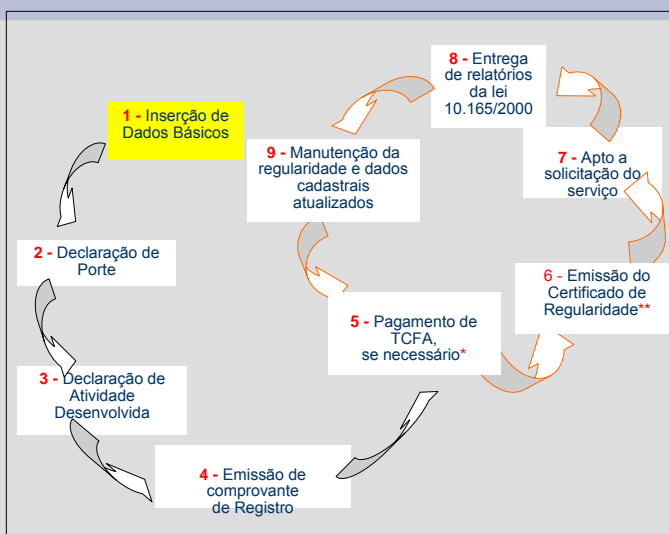 1 - Inserção de
Dados Básicos
2 - Declaração de
Porte
3 - Declaração de
Atividade
Desenvolvida
4 - Emissão de
comprovante
de Registro
5 - Pagamento de
TCFA,
se necessário*
6 - Emissão do
Certificado de
Regularidade**
7 - Apto a
solicitação do
serviço
8 - Entrega
de relatórios
da lei
10.165/2000
9 - Manutenção da
regularidade e dados
cadastrais
atualizados